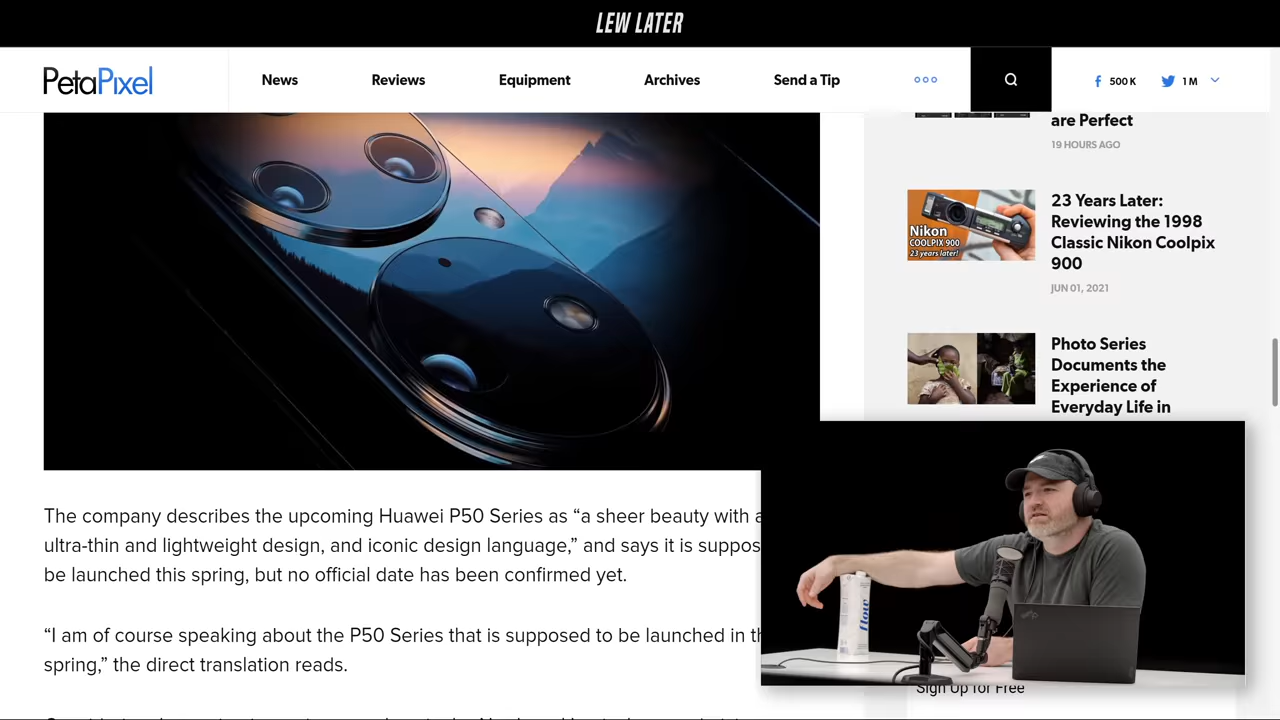 LEW LATER
PetaPixel
News
Reviews
Equipment
Archives
Send a Tip
500 K
1 M
are Perfect
19 HOURS AGO
Nikon
COOLPIX 900
23 years later!
23 Years Later:
Reviewing the 1998
Classic Nikon Coolpix
900
JUN 01, 2021
Photo Series
Documents the
Experience of
Everyday Life in
The company describes the upcoming Huawei P50 Series as “a sheer beauty with
ultra-thin and lightweight design, and iconic design language,” and says it is
be launched this spring, but no official date has been confirmed yet.
“I am of course speaking about the P50 Series that is supposed to be launched in
spring,” the direct translation reads.
flow
Sign Up for Free